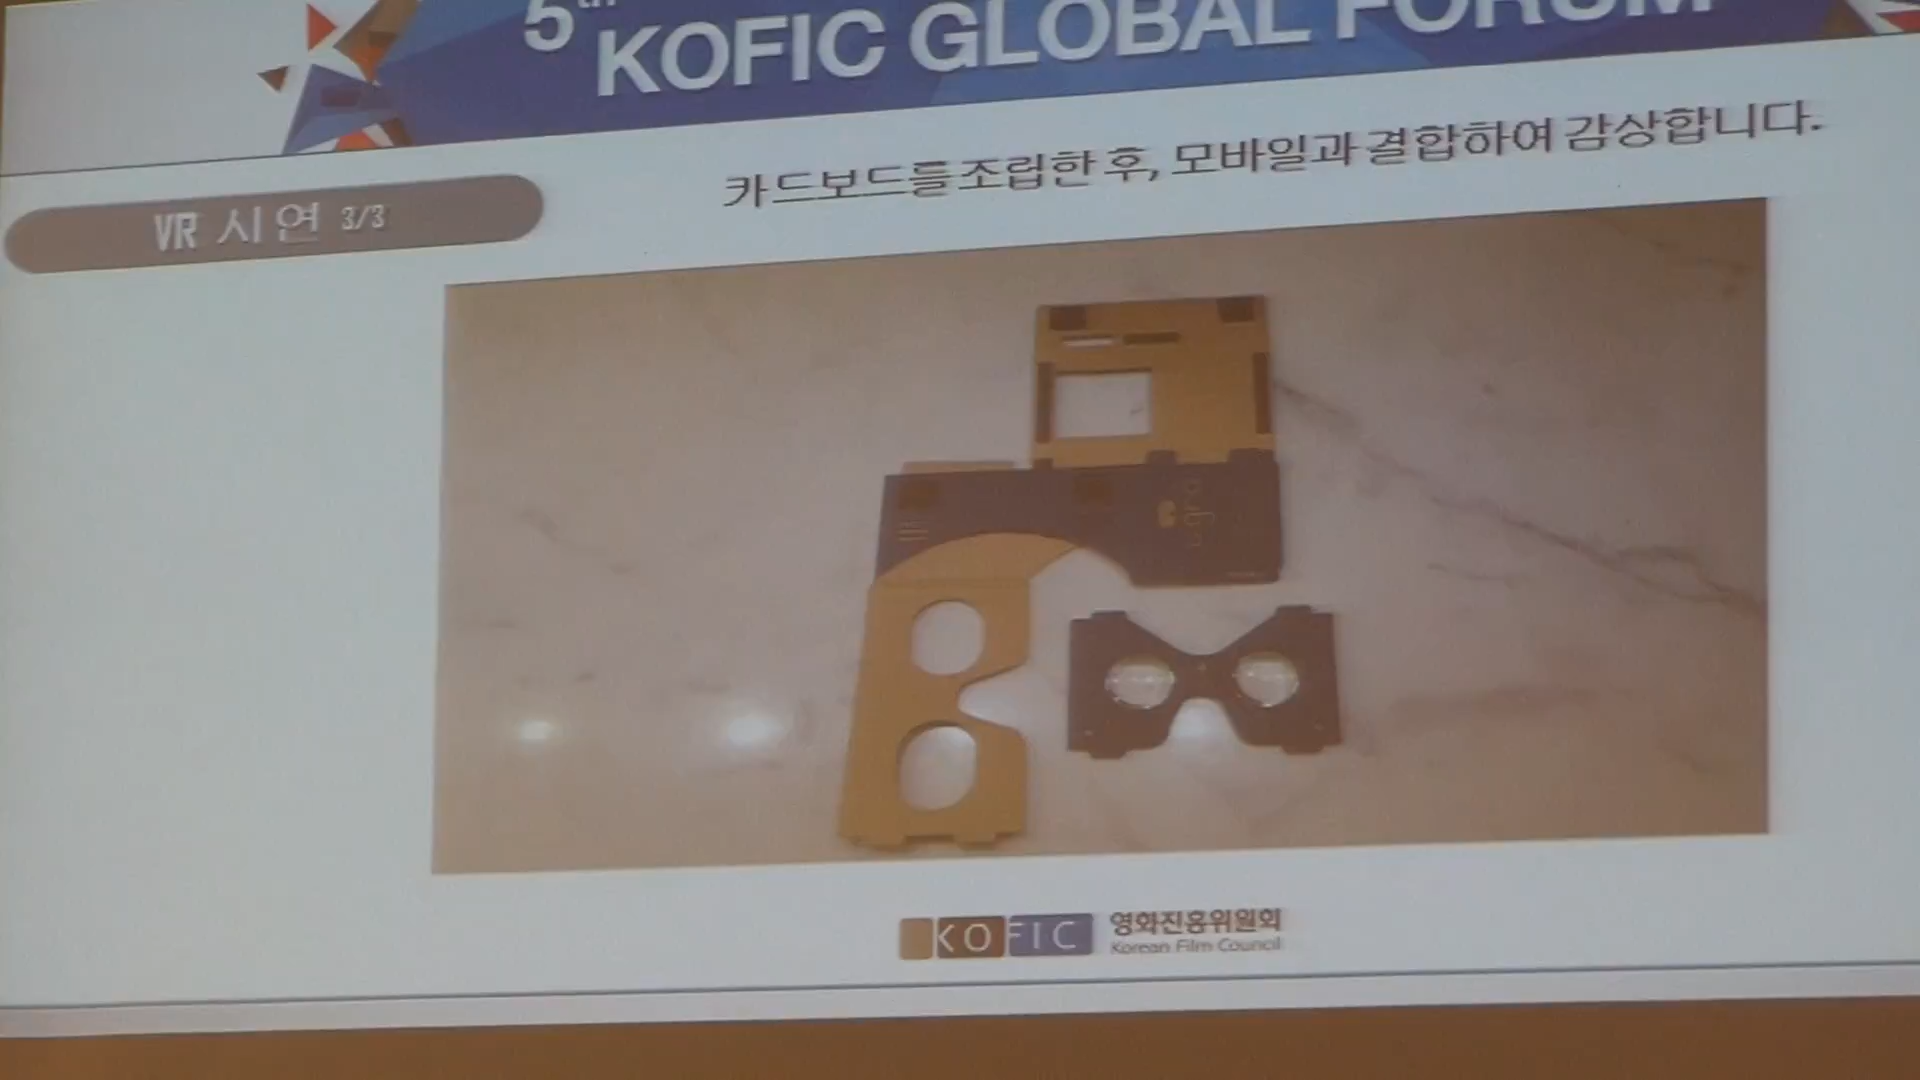 5th
KOFIC GLOBAL FORUM
카드보드를 조립한 후, 모바일과 결합하여 감상합니다.
VR 시연 3/3
KOFIC 영화진흥위원회
Korean Film Council